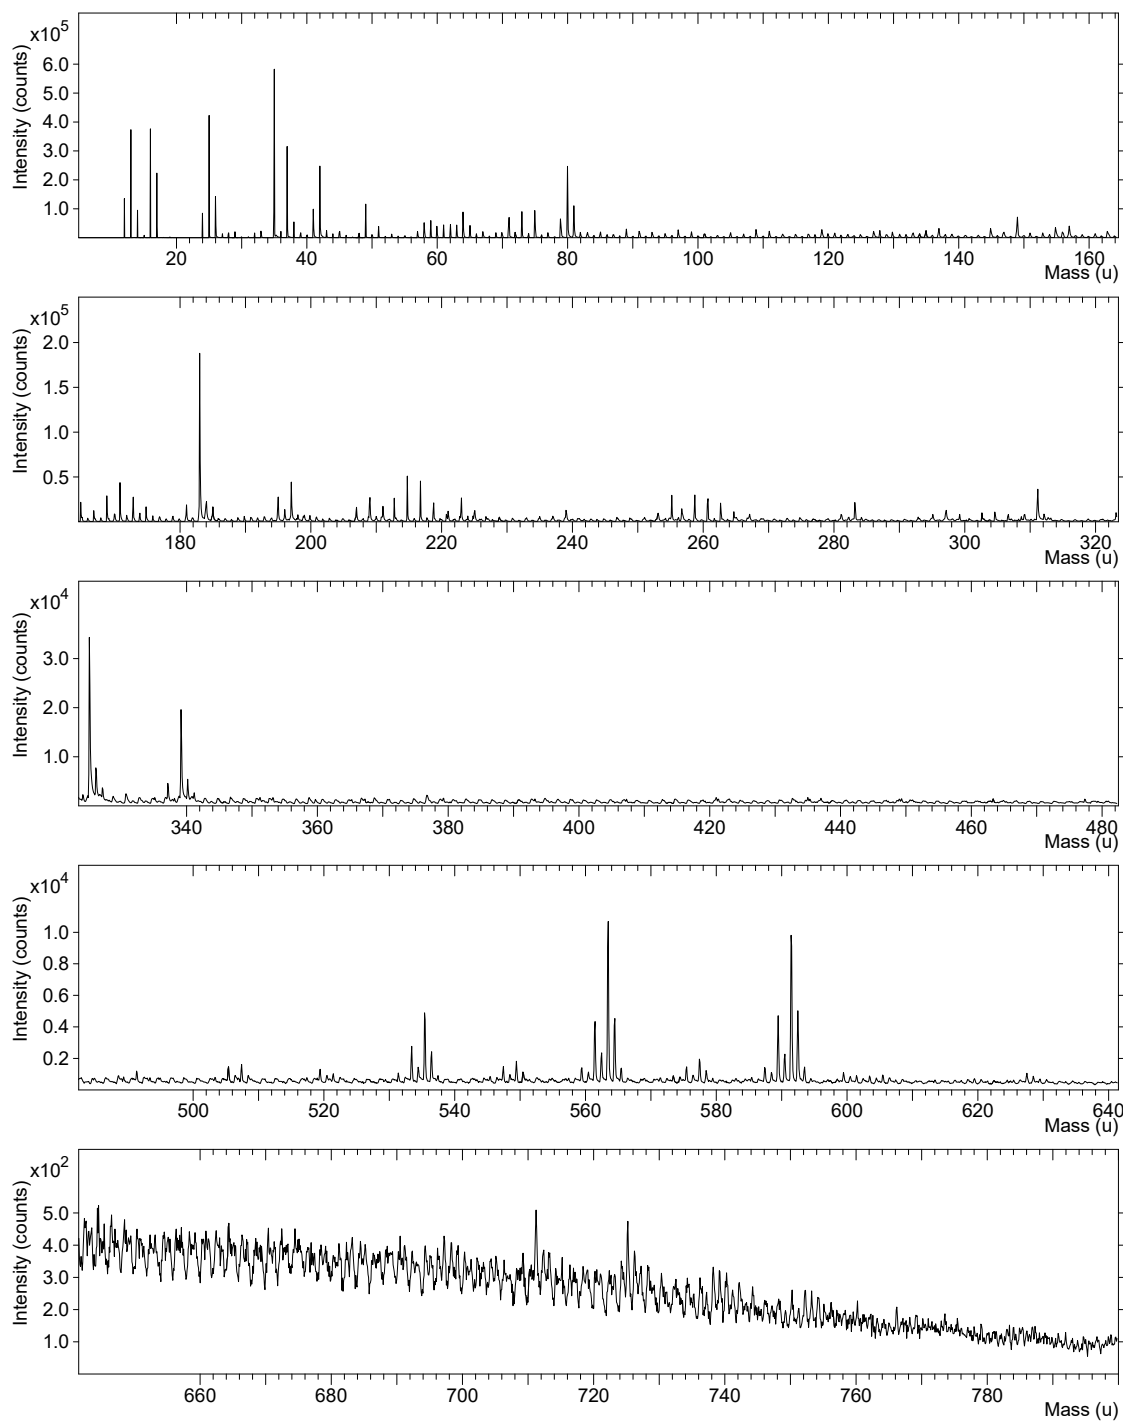 x10^5
Intensity (counts)
6.0
5.0
4.0
3.0
2.0
1.0
20 40 60 80 100 120 140 160
Mass (u)
x10^5
Intensity (counts)
2.0
1.5
1.0
0.5
180 200 220 240 260 280 300 320
Mass (u)
x10^4
Intensity (counts)
3.0
2.0
1.0
340 360 380 400 420 440 460 480
Mass (u)
x10^4
Intensity (counts)
1.0
0.8
0.6
0.4
0.2
500 520 540 560 580 600 620 640
Mass (u)
x10^2
Intensity (counts)
5.0
4.0
3.0
2.0
1.0
660 680 700 720 740 760 780
Mass (u)